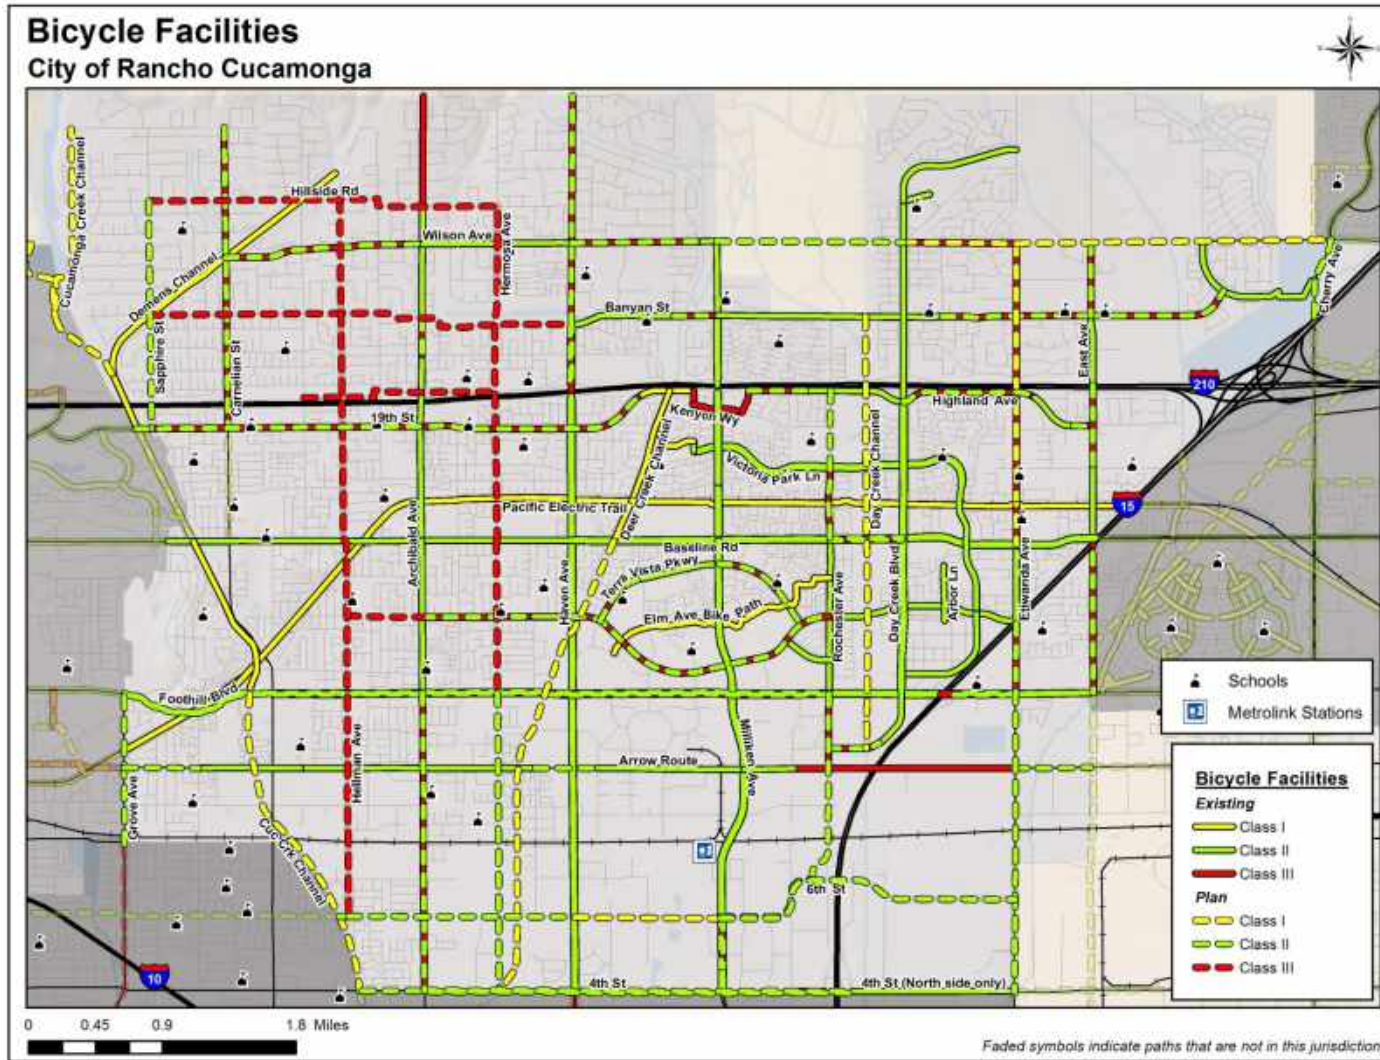 Bicycle Facilities
City of Rancho Cucamonga
Cucamonga Creek Channel
Hillside Rd
Hermosa Ave
Wilson Ave
Demens Channel
Banyan St
Cherry Ave
Sapphire St
Carnelian St
East Ave
210
19th St
Kenyon Wy
Highland Ave
Deer Creek Channel
Victoria Park Ln
Day Creek Channel
Pacific Electric Trail
15
Archibald Ave
Baseline Rd
Haven Ave
Terra Vista Pkwy
Elm Ave Bike Path
Rochester Ave
Day Creek Blvd
Arbor Ln
Etiwanda Ave
Foothill Blvd
Schools
Metrolink Stations
Hellman Ave
Milliken Ave
Arrow Route
Grove Ave
Cuc Crk Channel
6th St
10
4th St
4th St (North side only)
Bicycle Facilities
Existing
Class I
Class II
Class III
Plan
Class I
Class II
Class III
0 0.45 0.9 1.8 Miles
Faded symbols indicate paths that are not in this jurisdiction